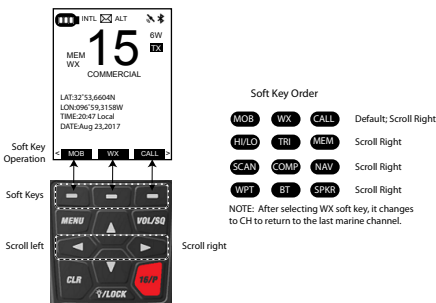 INTL ALT
15
6W
TX
MEM
WX
COMMERCIAL
LAT:32°53,6604N
LON:096°59,3158W
TIME:20:47 Local
DATE:Aug 23,2017
< MOB WX CALL >
Soft Key
Operation
Soft Keys
MENU VOL/SQ
Scroll left
Scroll right
CLR 16/P
/LOCK
Soft Key Order
MOB WX CALL Default; Scroll Right
HI/LO TRI MEM Scroll Right
SCAN COMP NAV Scroll Right
WPT BT SPKR Scroll Right
NOTE: After selecting WX soft key, it changes
to CH to return to the last marine channel.